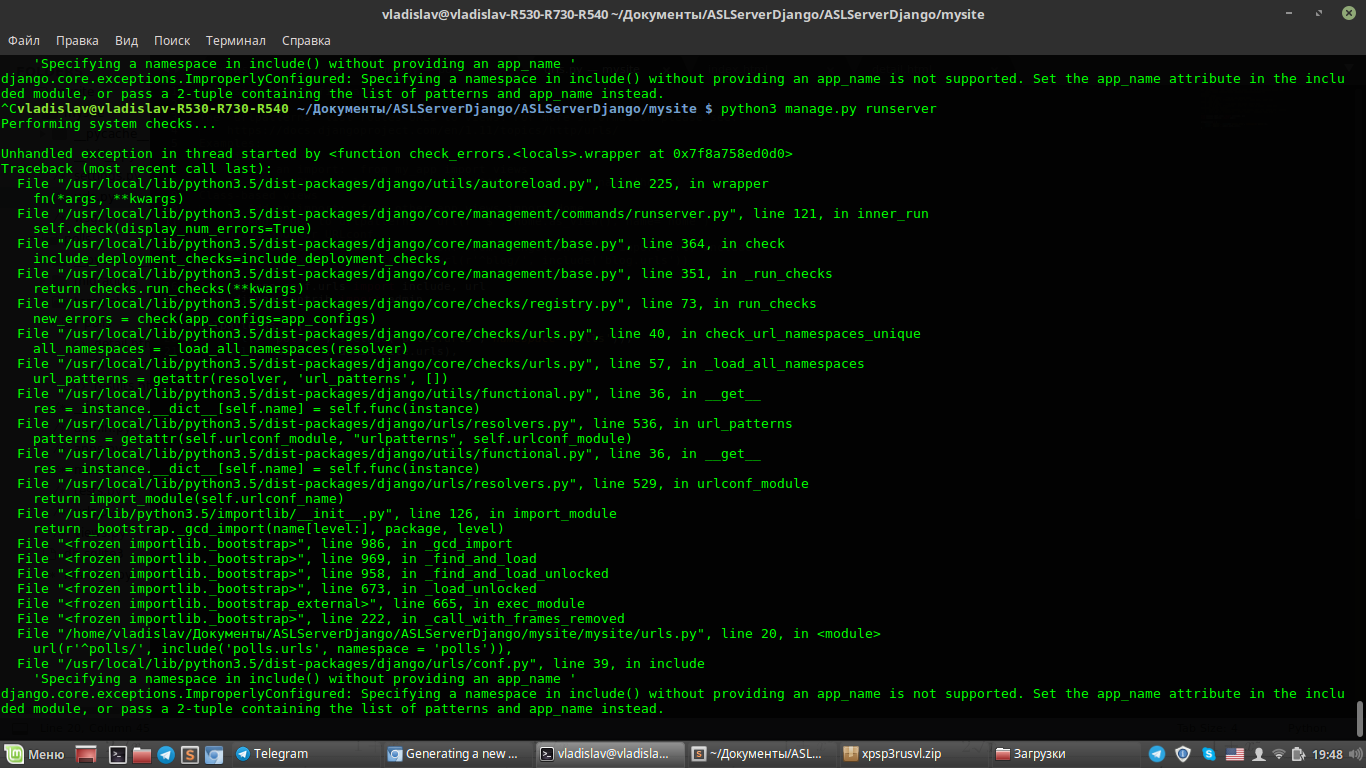 vladislav@vladislav-R530-R730-R540 ~/Документы/ASLServerDjango/ASLServerDjango/mysite
Файл Правка Вид Поиск Терминал Справка
    'Specifying a namespace in include() without providing an app_name '
django.core.exceptions.ImproperlyConfigured: Specifying a namespace in include() without providing an app_name is not supported. Set the app_name attribute in the inclu
ded module, or pass a 2-tuple containing the list of patterns and app_name instead.
^Cvladislav@vladislav-R530-R730-R540 ~/Документы/ASLServerDjango/ASLServerDjango/mysite $ python3 manage.py runserver
Performing system checks...
Unhandled exception in thread started by <function check_errors.<locals>.wrapper at 0x7f8a758ed0d0>
Traceback (most recent call last):
  File "/usr/local/lib/python3.5/dist-packages/django/utils/autoreload.py", line 225, in wrapper
    fn(*args, **kwargs)
  File "/usr/local/lib/python3.5/dist-packages/django/core/management/commands/runserver.py", line 121, in inner_run
    self.check(display_num_errors=True)
  File "/usr/local/lib/python3.5/dist-packages/django/core/management/base.py", line 364, in check
    include_deployment_checks=include_deployment_checks,
  File "/usr/local/lib/python3.5/dist-packages/django/core/management/base.py", line 351, in _run_checks
    return checks.run_checks(**kwargs)
  File "/usr/local/lib/python3.5/dist-packages/django/core/checks/registry.py", line 73, in run_checks
    new_errors = check(app_configs=app_configs)
  File "/usr/local/lib/python3.5/dist-packages/django/core/checks/urls.py", line 40, in check_url_namespaces_unique
    all_namespaces = _load_all_namespaces(resolver)
  File "/usr/local/lib/python3.5/dist-packages/django/core/checks/urls.py", line 57, in _load_all_namespaces
    url_patterns = getattr(resolver, 'url_patterns', [])
  File "/usr/local/lib/python3.5/dist-packages/django/utils/functional.py", line 36, in __get__
    res = instance.__dict__[self.name] = self.func(instance)
  File "/usr/local/lib/python3.5/dist-packages/django/urls/resolvers.py", line 536, in url_patterns
    patterns = getattr(self.urlconf_module, "urlpatterns", self.urlconf_module)
  File "/usr/local/lib/python3.5/dist-packages/django/utils/functional.py", line 36, in __get__
    res = instance.__dict__[self.name] = self.func(instance)
  File "/usr/local/lib/python3.5/dist-packages/django/urls/resolvers.py", line 529, in urlconf_module
    return import_module(self.urlconf_name)
  File "/usr/lib/python3.5/importlib/__init__.py", line 126, in import_module
    return _bootstrap._gcd_import(name[level:], package, level)
  File "<frozen importlib._bootstrap>", line 986, in _gcd_import
  File "<frozen importlib._bootstrap>", line 969, in _find_and_load
  File "<frozen importlib._bootstrap>", line 958, in _find_and_load_unlocked
  File "<frozen importlib._bootstrap>", line 673, in _load_unlocked
  File "<frozen importlib._bootstrap_external>", line 665, in exec_module
  File "<frozen importlib._bootstrap>", line 222, in _call_with_frames_removed
  File "/home/vladislav/Документы/ASLServerDjango/ASLServerDjango/mysite/mysite/urls.py", line 20, in <module>
    url(r'^polls/', include('polls.urls', namespace = 'polls')),
  File "/usr/local/lib/python3.5/dist-packages/django/urls/conf.py", line 39, in include
    'Specifying a namespace in include() without providing an app_name '
django.core.exceptions.ImproperlyConfigured: Specifying a namespace in include() without providing an app_name is not supported. Set the app_name attribute in the inclu
ded module, or pass a 2-tuple containing the list of patterns and app_name instead.
Меню Telegram Generating a new ... vladislav@vladisla... ~/Документы/ASL... xpsp3rusvl.zip Загрузки 19:48